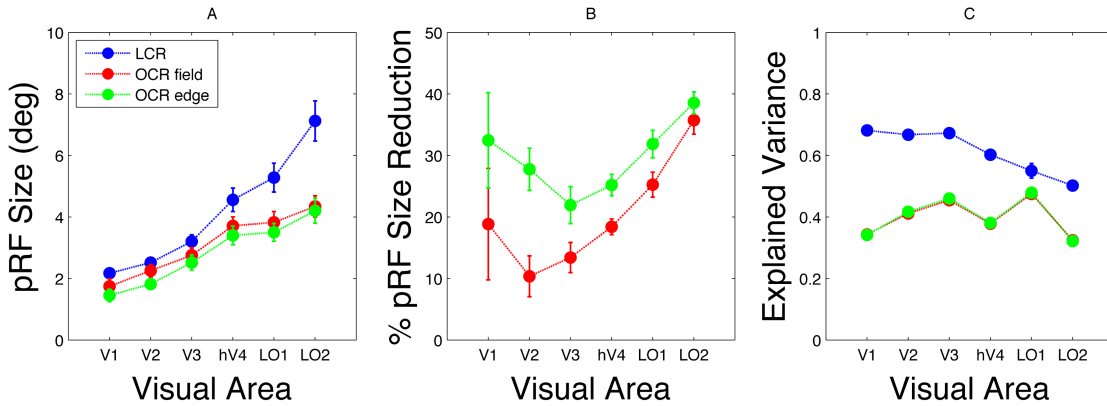 A
pRF Size (deg)
10
8
6
4
2
0
LCR
OCR field
OCR edge
V1 V2 V3 hV4 LO1 LO2
Visual Area
B
% pRF Size Reduction
50
40
30
20
10
0
V1 V2 V3 hV4 LO1 LO2
Visual Area
C
Explained Variance
1
0.8
0.6
0.4
0.2
0
V1 V2 V3 hV4 LO1 LO2
Visual Area